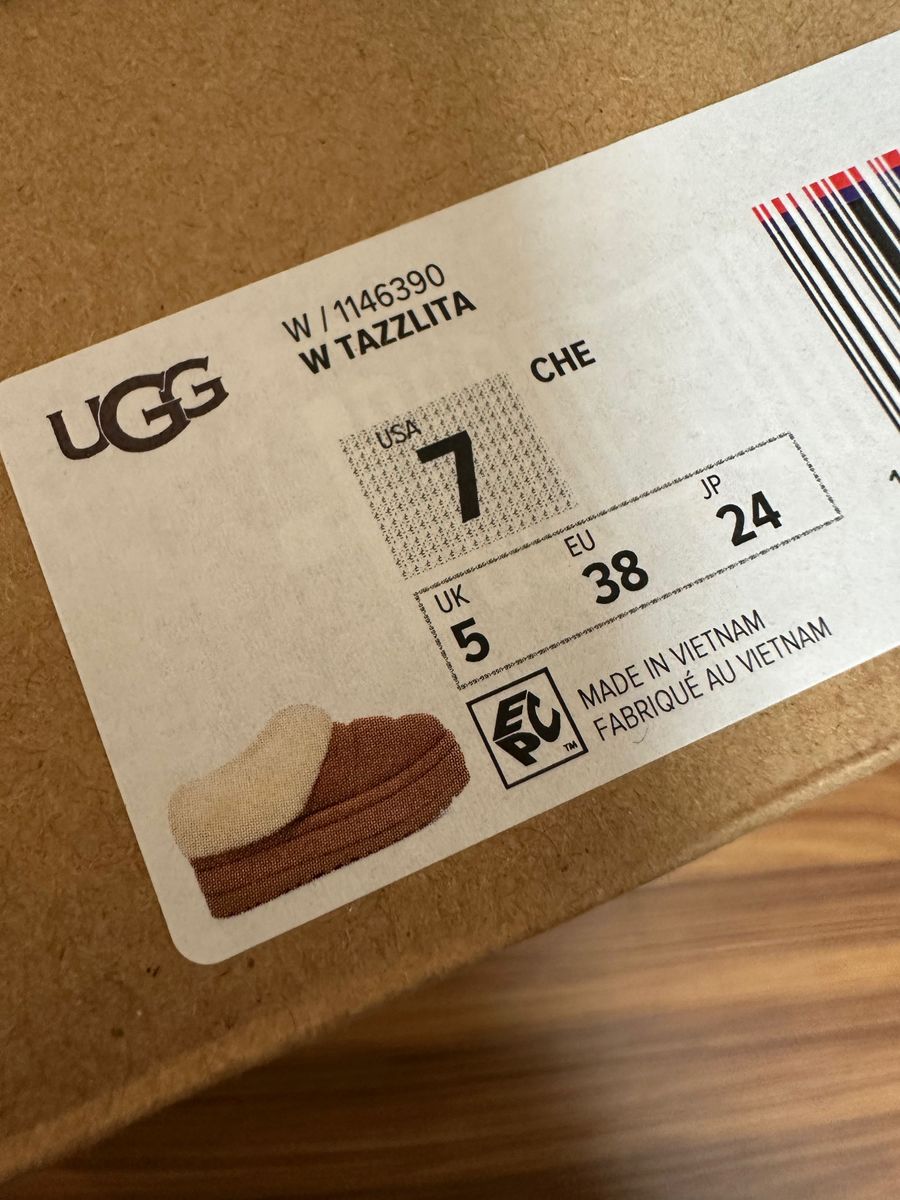 UGG
W / 1146390
W TAZZLITA
CHE
USA
7
UK
5
EU
38
JP
24
EPC
TM
MADE IN VIETNAM
FABRIQUÉ AU VIETNAM